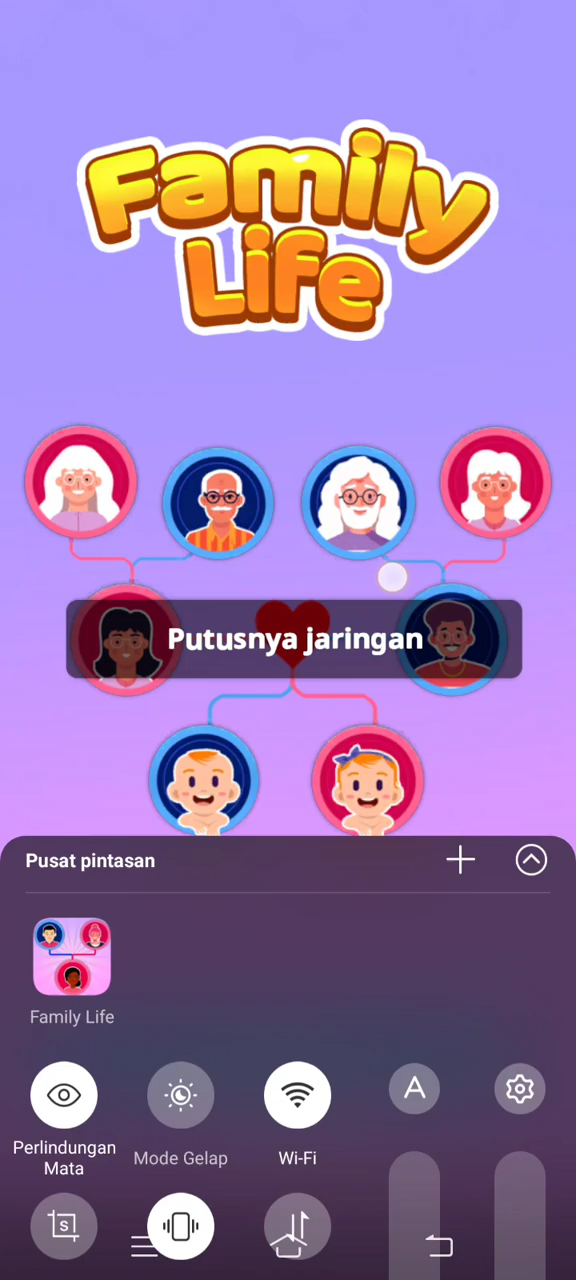 Family
Life
Putusnya jaringan
Pusat pintasan
Family Life
A
Perlindungan
Mata
Mode Gelap
Wi-Fi
S